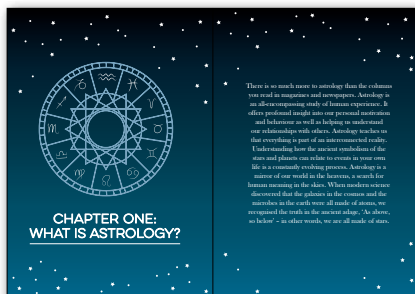 CHAPTER ONE:
WHAT IS ASTROLOGY?
There is so much more to astrology than the columns
you read in magazines and newspapers. Astrology is
an all-encompassing study of human experience. It
offers profound insight into our personal motivation
and behaviour as well as helping us understand
our relationships with others. Astrology teaches us
that everything is part of an interconnected reality.
Understanding how the ancient symbolism of the
stars and planets can relate to events in your own
life is a constantly evolving process. Astrology is a
mirror of our world in the heavens, a search for
human meaning in the skies. When modern science
discovered that the galaxies in the cosmos and the
microbes in the earth were all made of atoms, we
recognised the truth in the ancient adage, 'As above,
so below' – in other words, we are all made of stars.